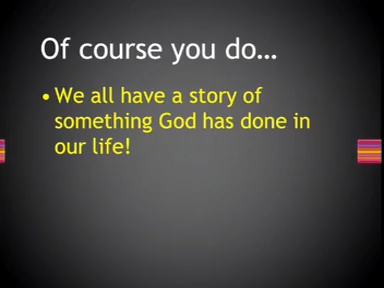 Of course you do…
• We all have a story of
something God has done in
our life!